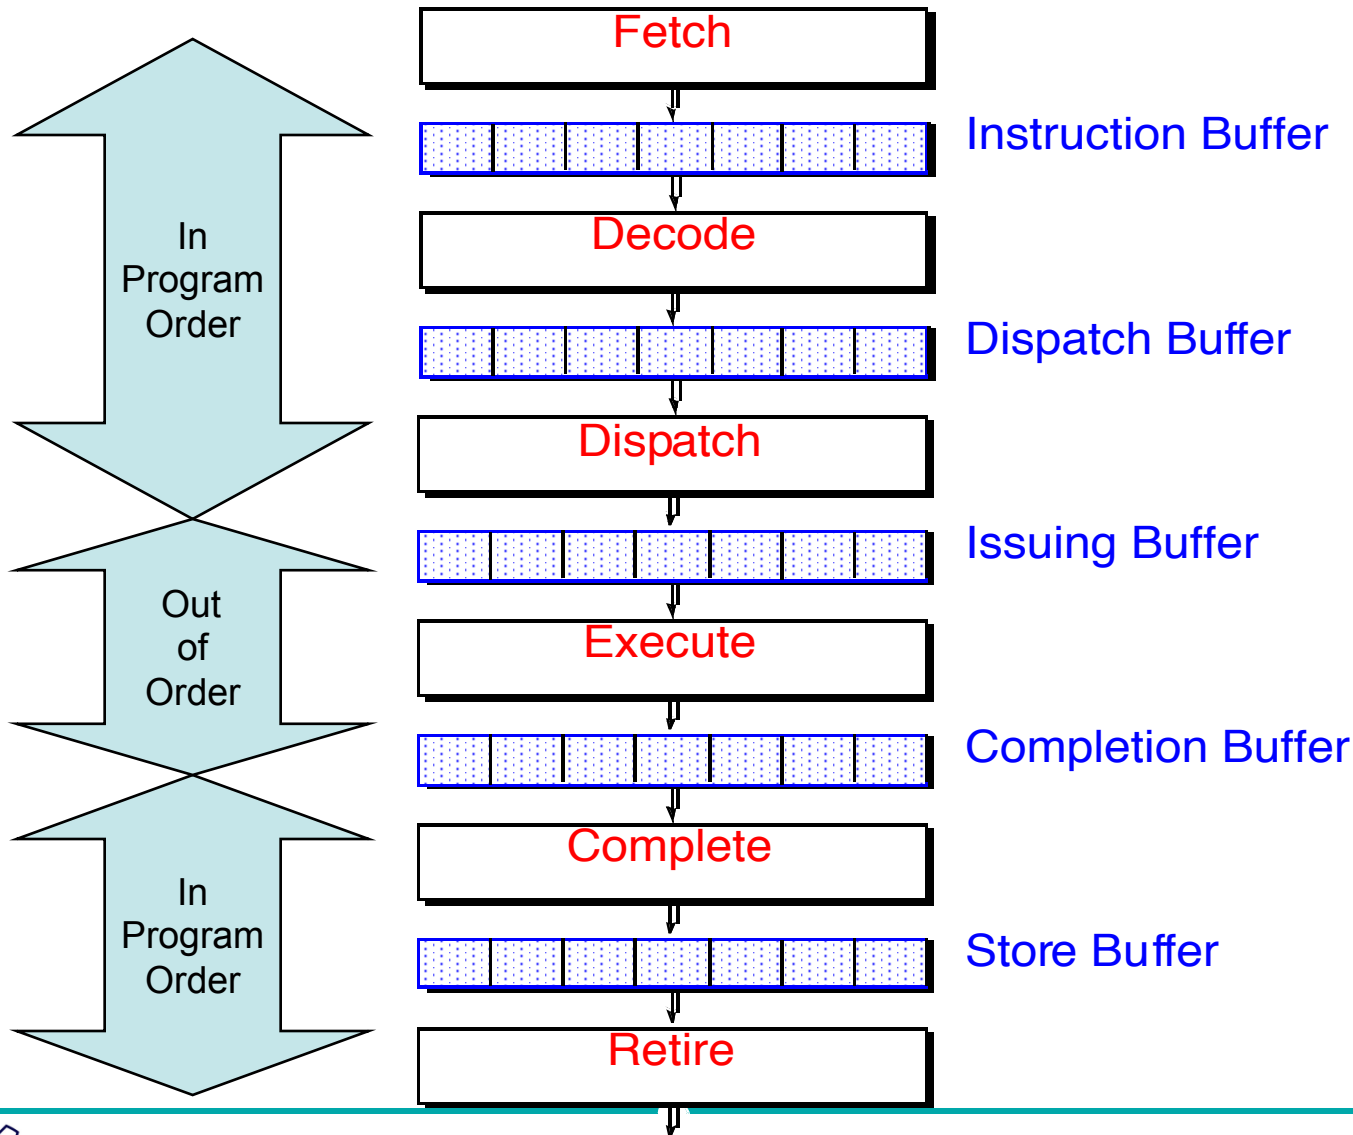 Fetch
Instruction Buffer
Decode
In
Program
Order
Dispatch Buffer
Dispatch
Issuing Buffer
Out
of
Order
Execute
Completion Buffer
Complete
In
Program
Order
Store Buffer
Retire